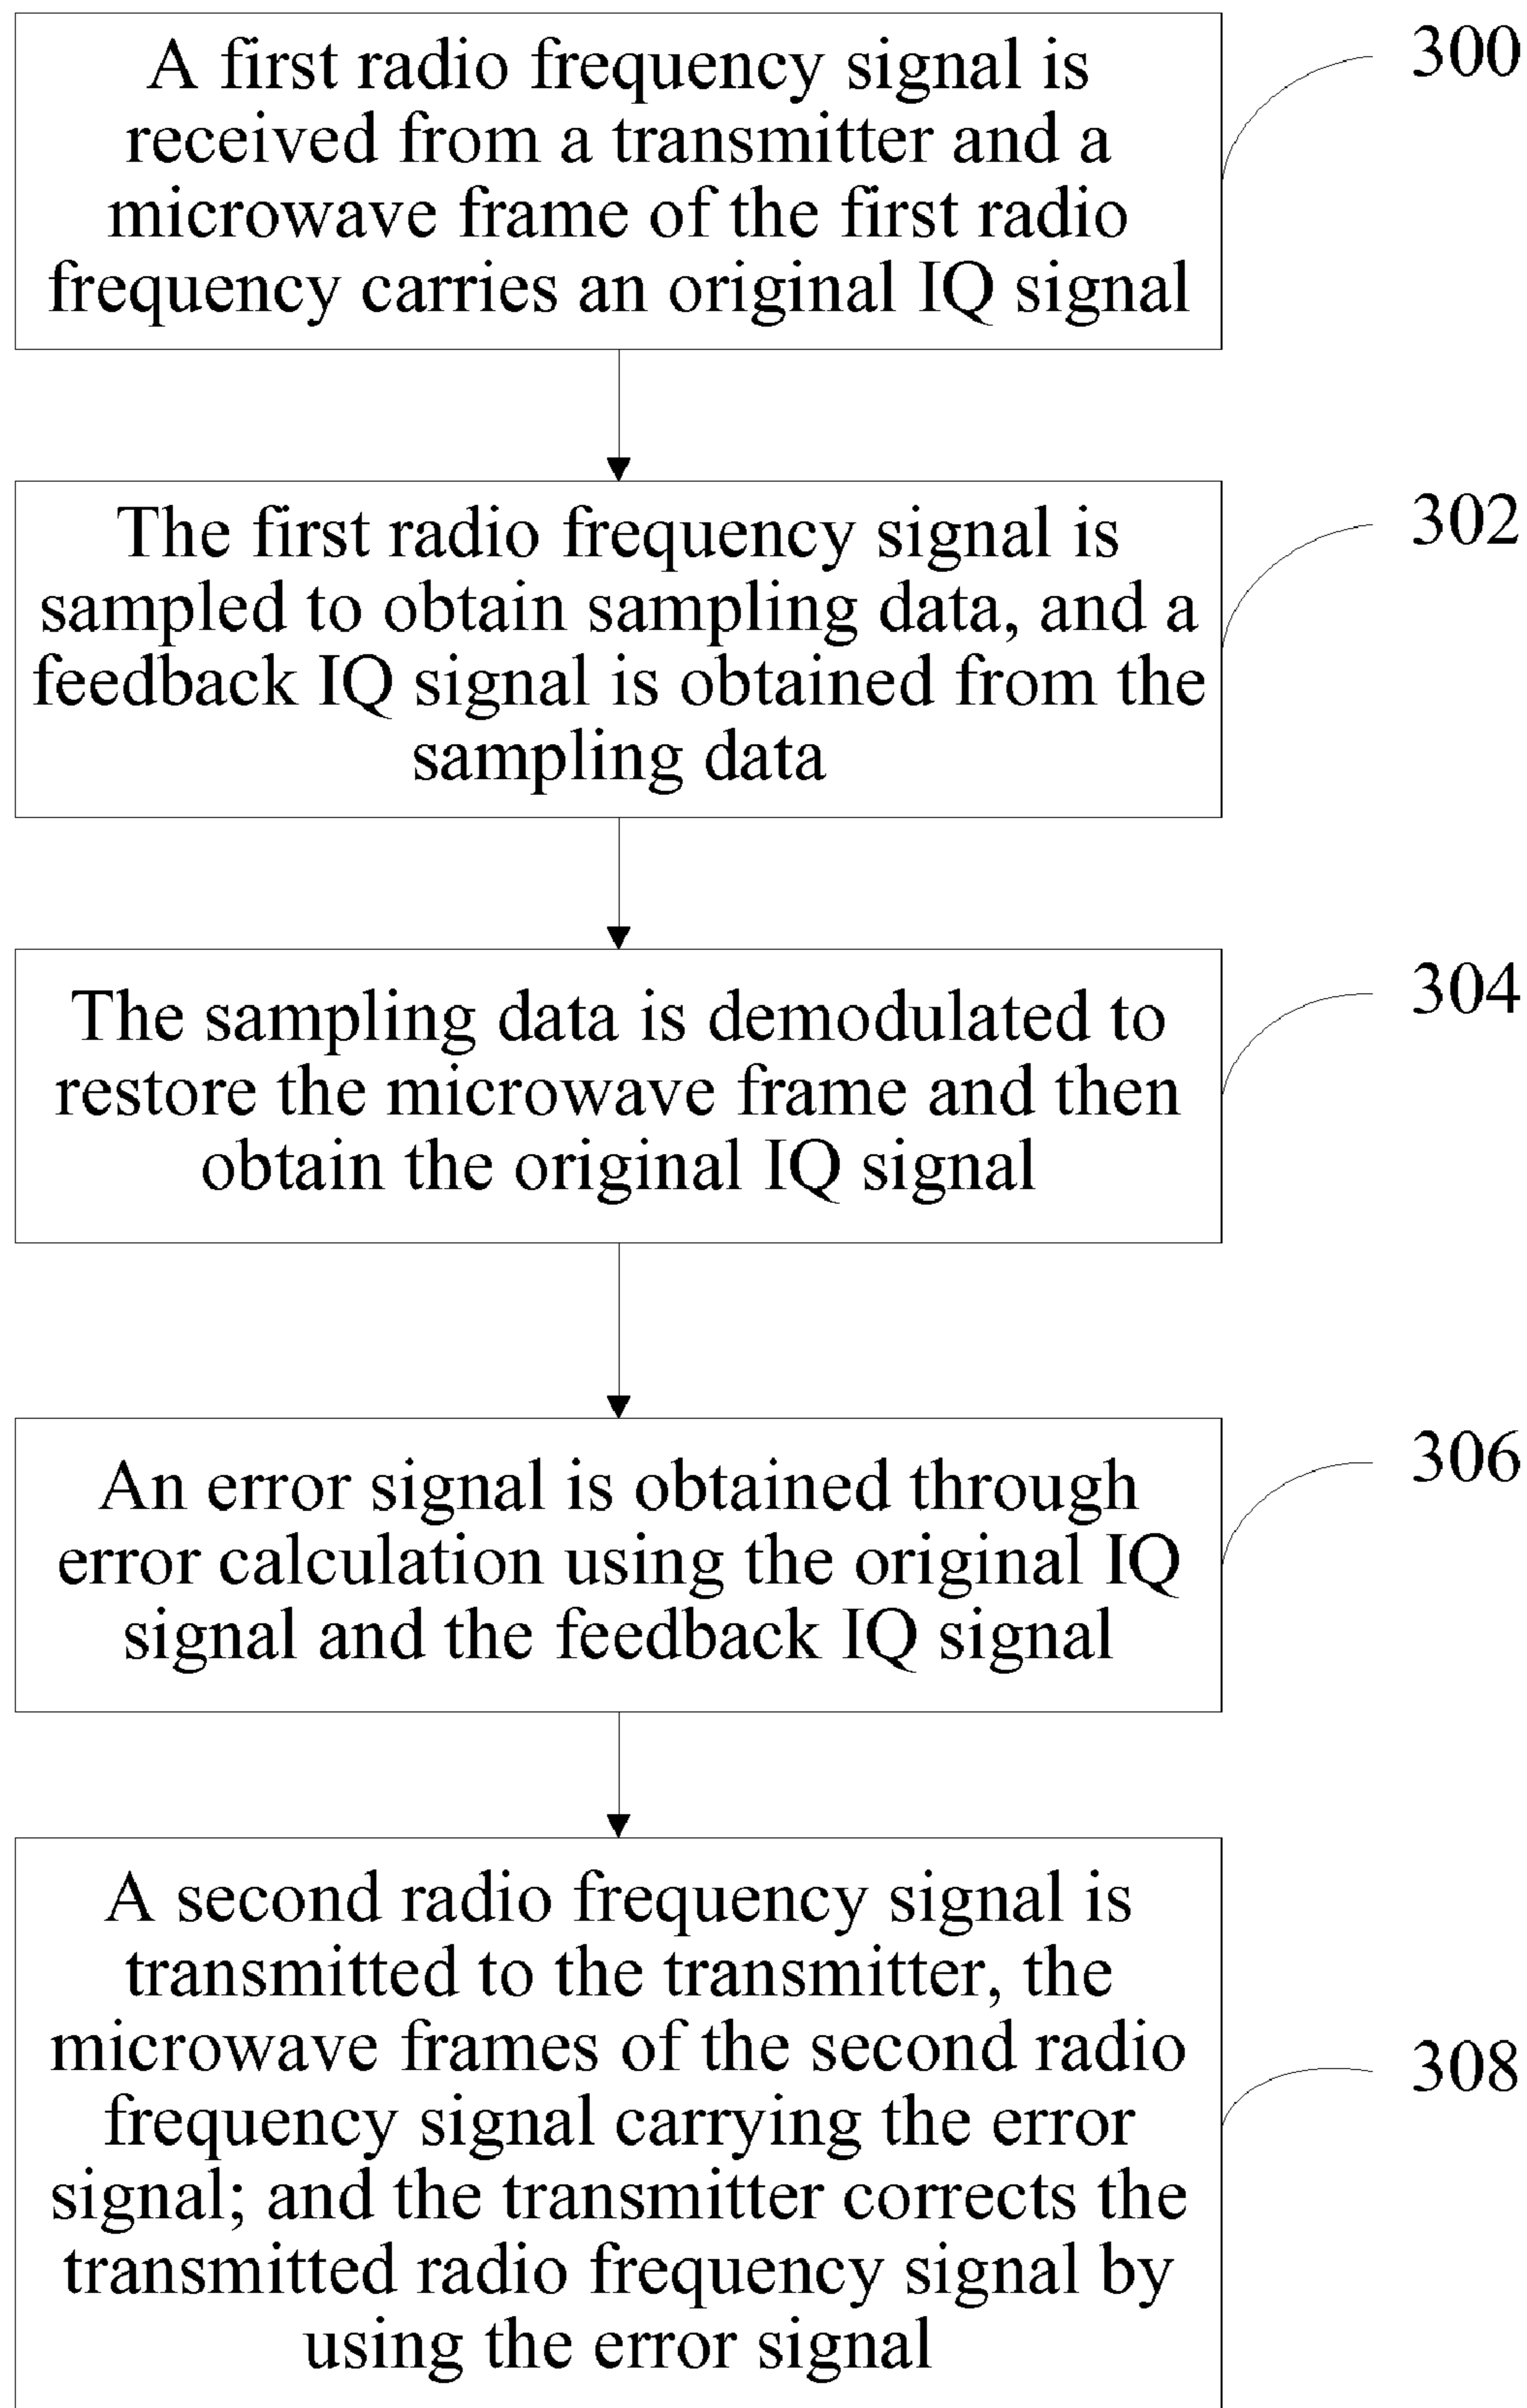 A first radio frequency signal is
received from a transmitter and a
microwave frame of the first radio
frequency carries an original IQ signal
300
The first radio frequency signal is
sampled to obtain sampling data, and a
feedback IQ signal is obtained from the
sampling data
302
The sampling data is demodulated to
restore the microwave frame and then
obtain the original IQ signal
304
An error signal is obtained through
error calculation using the original IQ
signal and the feedback IQ signal
306
A second radio frequency signal is
transmitted to the transmitter, the
microwave frames of the second radio
frequency signal carrying the error
signal; and the transmitter corrects the
transmitted radio frequency signal by
using the error signal
308